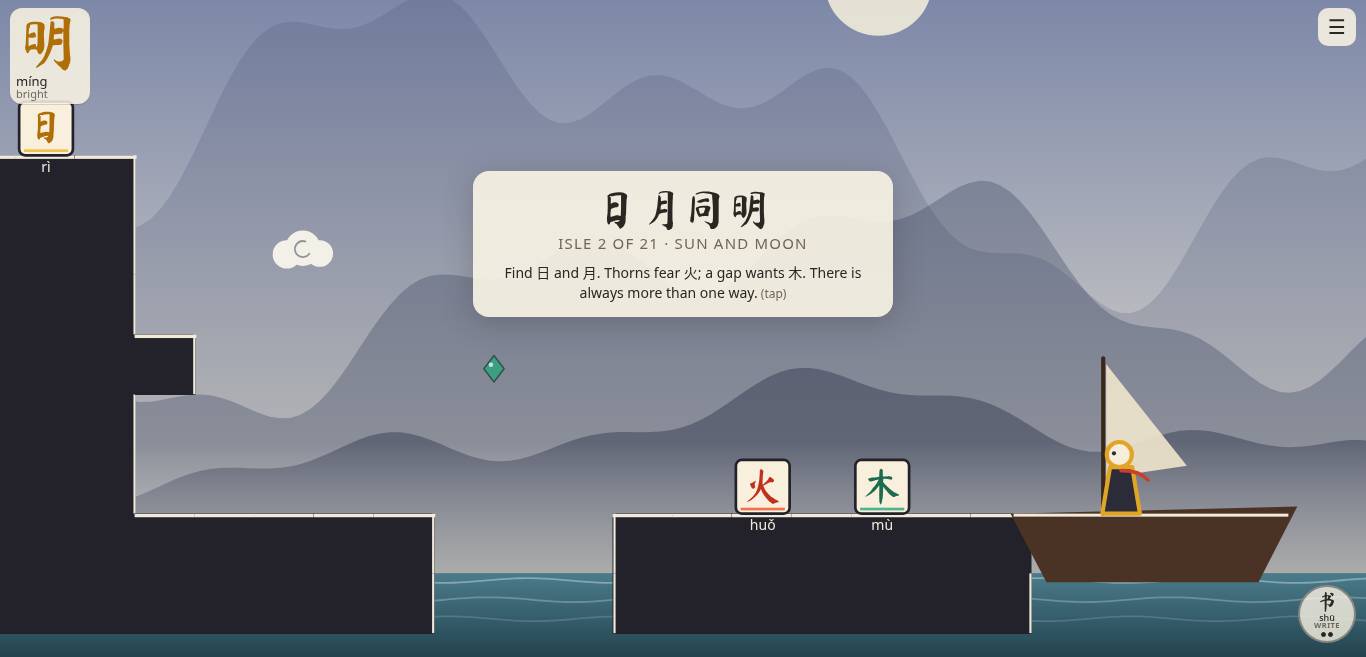 明
míng
bright
日
rì
☰
日月同明
ISLE 2 OF 21 · SUN AND MOON
Find 日 and 月. Thorns fear 火; a gap wants 木. There is
always more than one way. (tap)
火
huǒ
木
mù
书
shū
WRITE